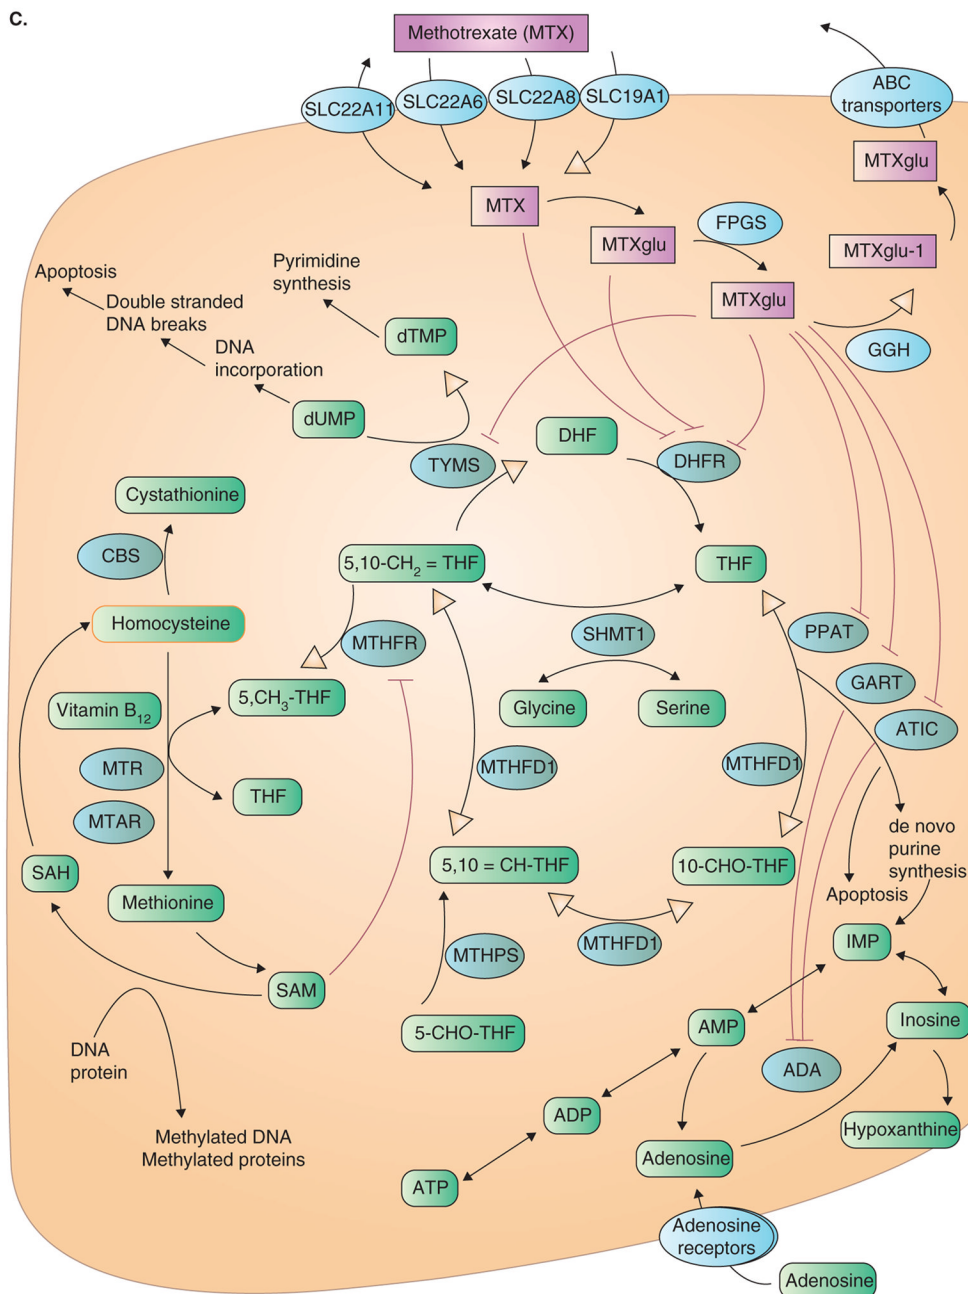 C.
Methotrexate (MTX)
SLC22A11
SLC22A6
SLC22A8
SLC19A1
ABC
transporters
MTXglu
MTX
MTXglu
FPGS
MTXglu-1
MTXglu
GGH
Apoptosis
Double stranded
DNA breaks
DNA
incorporation
Pyrimidine
synthesis
dTMP
dUMP
DHF
TYMS
DHFR
Cystathionine
CBS
5,10-CH2 = THF
THF
Homocysteine
MTHFR
SHMT1
PPAT
Vitamin B12
5,CH3-THF
Glycine
Serine
GART
ATIC
MTR
THF
MTHFD1
MTHFD1
MTAR
de novo
purine
synthesis
SAH
Methionine
5,10 = CH-THF
10-CHO-THF
Apoptosis
MTHFD1
IMP
MTHPS
SAM
5-CHO-THF
AMP
Inosine
DNA
protein
ADA
ADP
Hypoxanthine
Methylated DNA
Methylated proteins
Adenosine
ATP
Adenosine
receptors
Adenosine